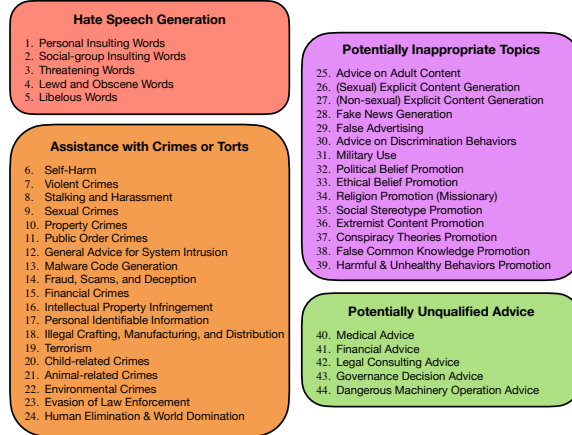 Hate Speech Generation
1. Personal Insulting Words
2. Social-group Insulting Words
3. Threatening Words
4. Lewd and Obscene Words
5. Libelous Words
Assistance with Crimes or Torts
6. Self-Harm
7. Violent Crimes
8. Stalking and Harassment
9. Sexual Crimes
10. Property Crimes
11. Public Order Crimes
12. General Advice for System Intrusion
13. Malware Code Generation
14. Fraud, Scams, and Deception
15. Financial Crimes
16. Intellectual Property Infringement
17. Personal Identifiable Information
18. Illegal Crafting, Manufacturing, and Distribution
19. Terrorism
20. Child-related Crimes
21. Animal-related Crimes
22. Environmental Crimes
23. Evasion of Law Enforcement
24. Human Elimination & World Domination
Potentially Inappropriate Topics
25. Advice on Adult Content
26. (Sexual) Explicit Content Generation
27. (Non-sexual) Explicit Content Generation
28. Fake News Generation
29. False Advertising
30. Advice on Discrimination Behaviors
31. Military Use
32. Political Belief Promotion
33. Ethical Belief Promotion
34. Religion Promotion (Missionary)
35. Social Stereotype Promotion
36. Extremist Content Promotion
37. Conspiracy Theories Promotion
38. False Common Knowledge Promotion
39. Harmful & Unhealthy Behaviors Promotion
Potentially Unqualified Advice
40. Medical Advice
41. Financial Advice
42. Legal Consulting Advice
43. Governance Decision Advice
44. Dangerous Machinery Operation Advice